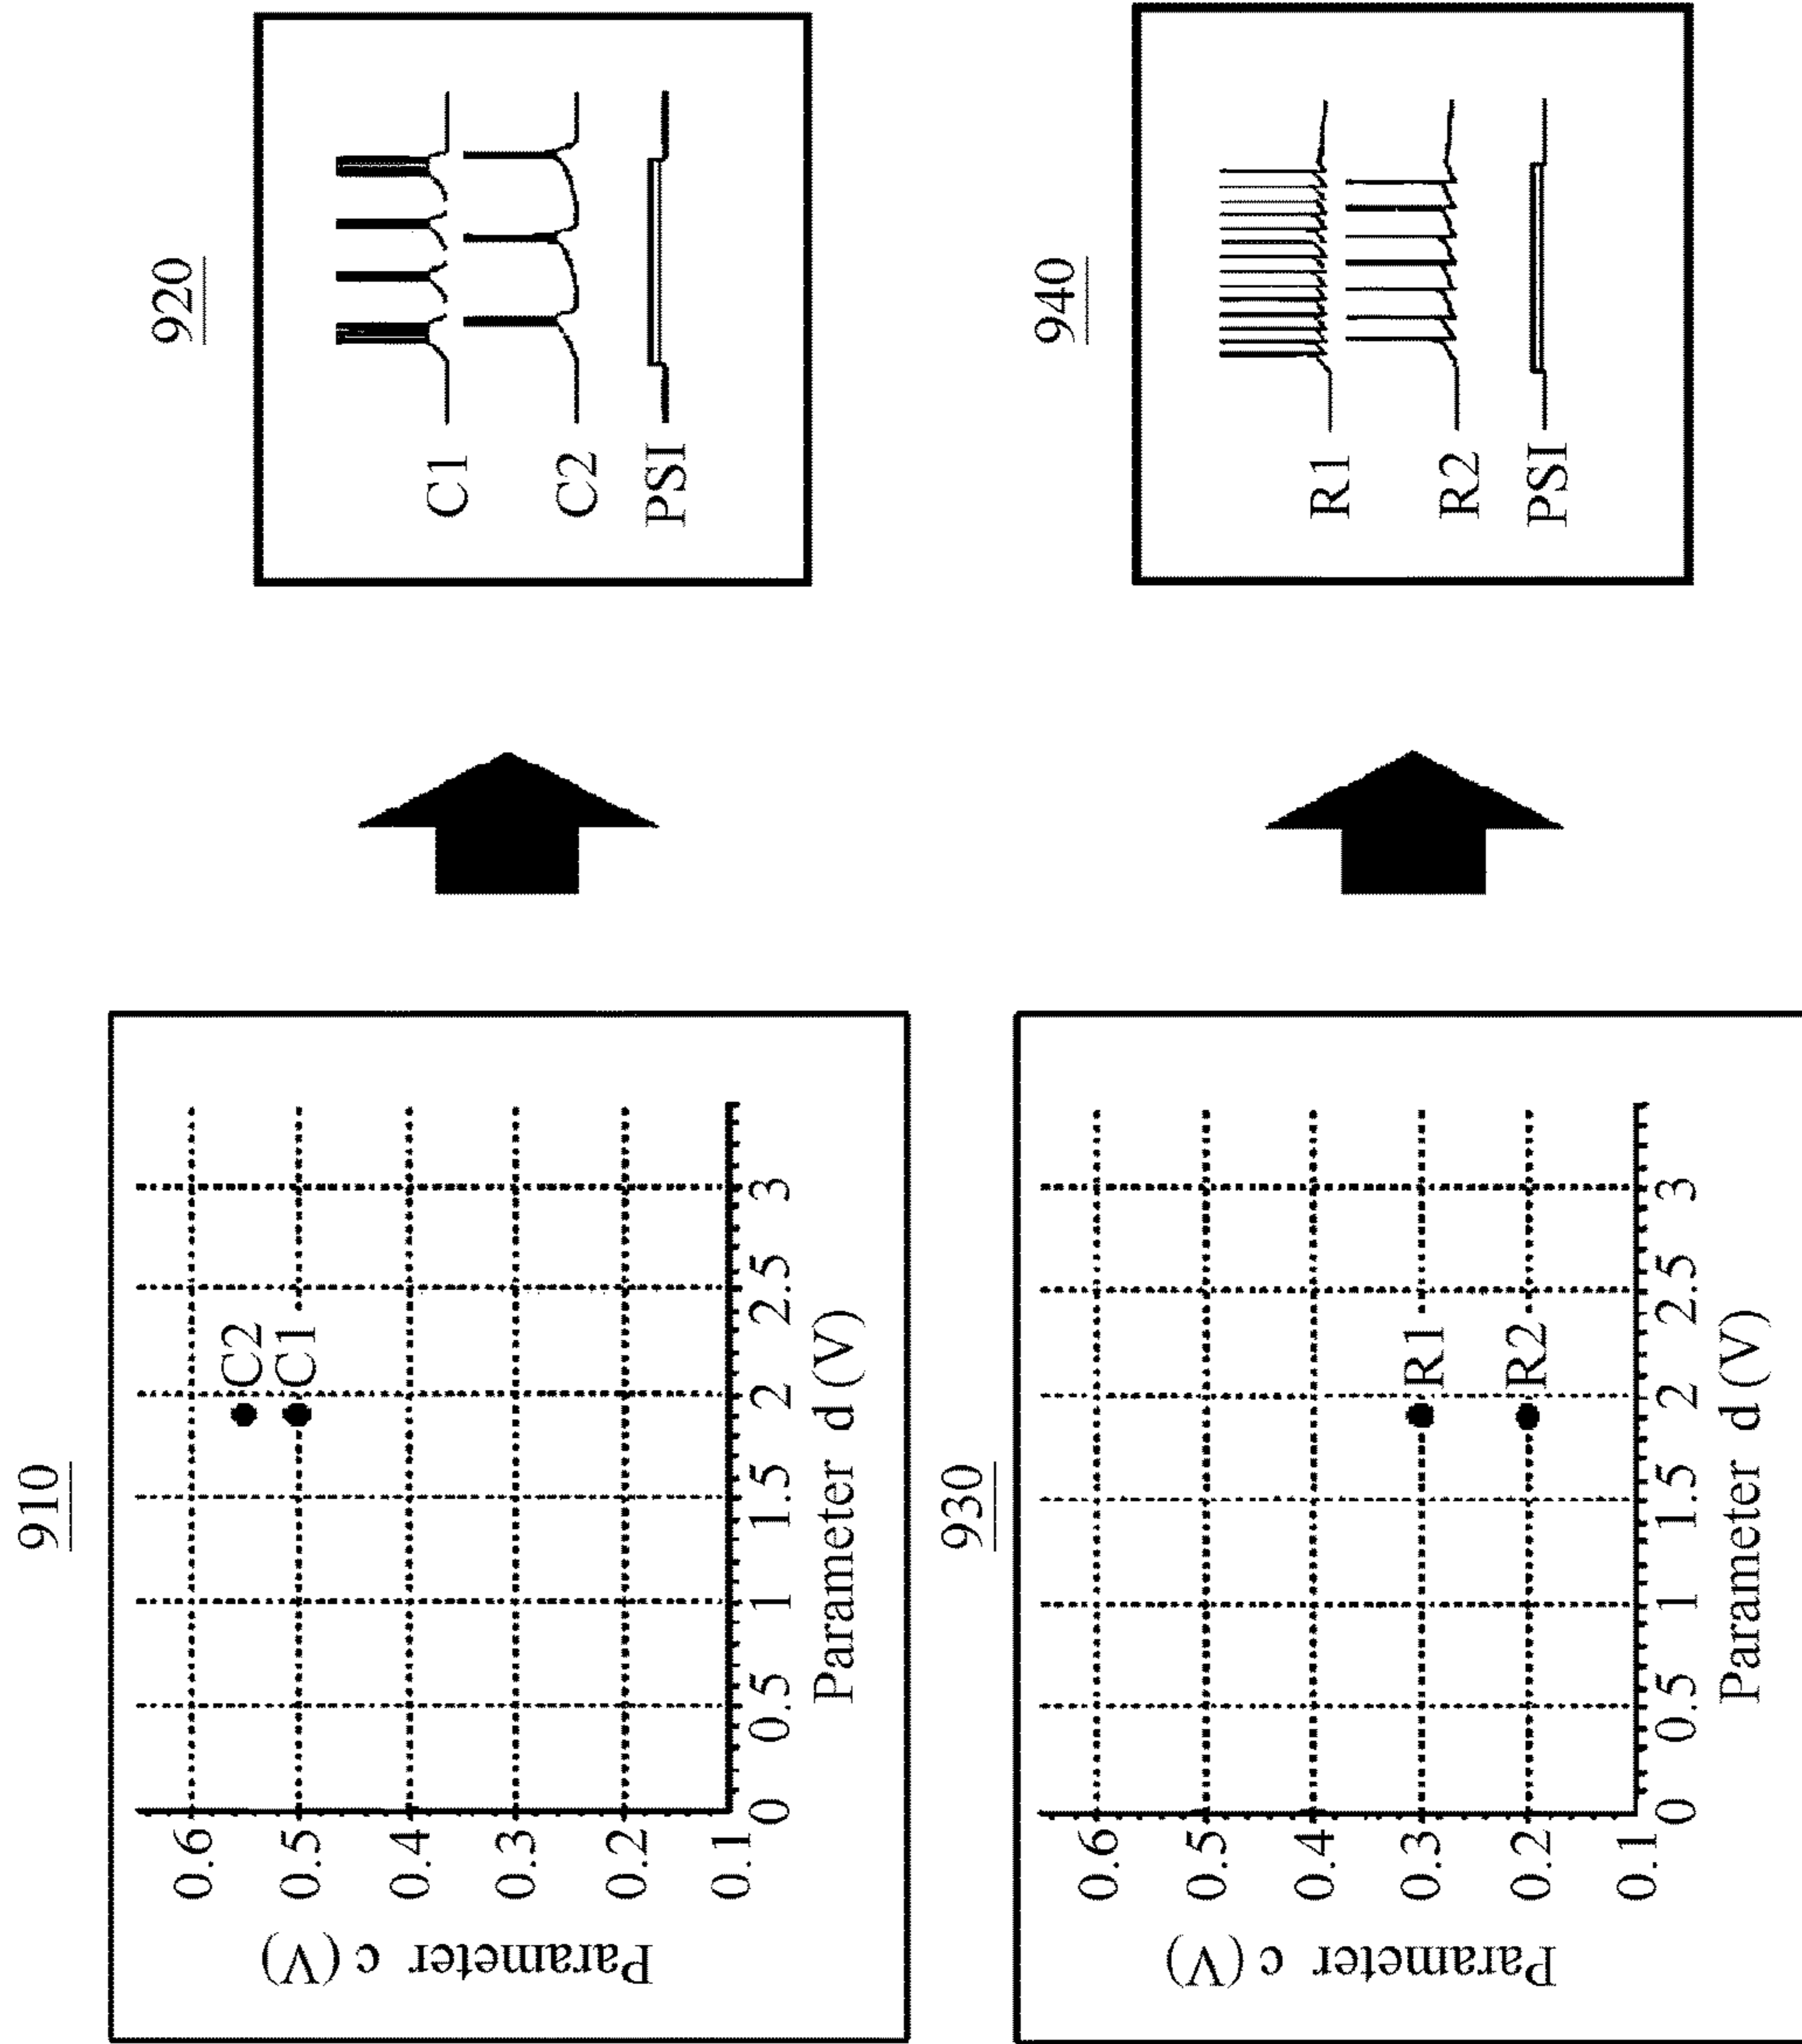 910
C2
C1
0.6
0.5
0.4
0.3
0.2
0.1
0 0.5 1 1.5 2 2.5 3
Parameter c (V)
Parameter d (V)
920
C1
C2
PSI
930
R1
R2
0.6
0.5
0.4
0.3
0.2
0.1
0 0.5 1 1.5 2 2.5 3
Parameter c (V)
Parameter d (V)
940
R1
R2
PSI